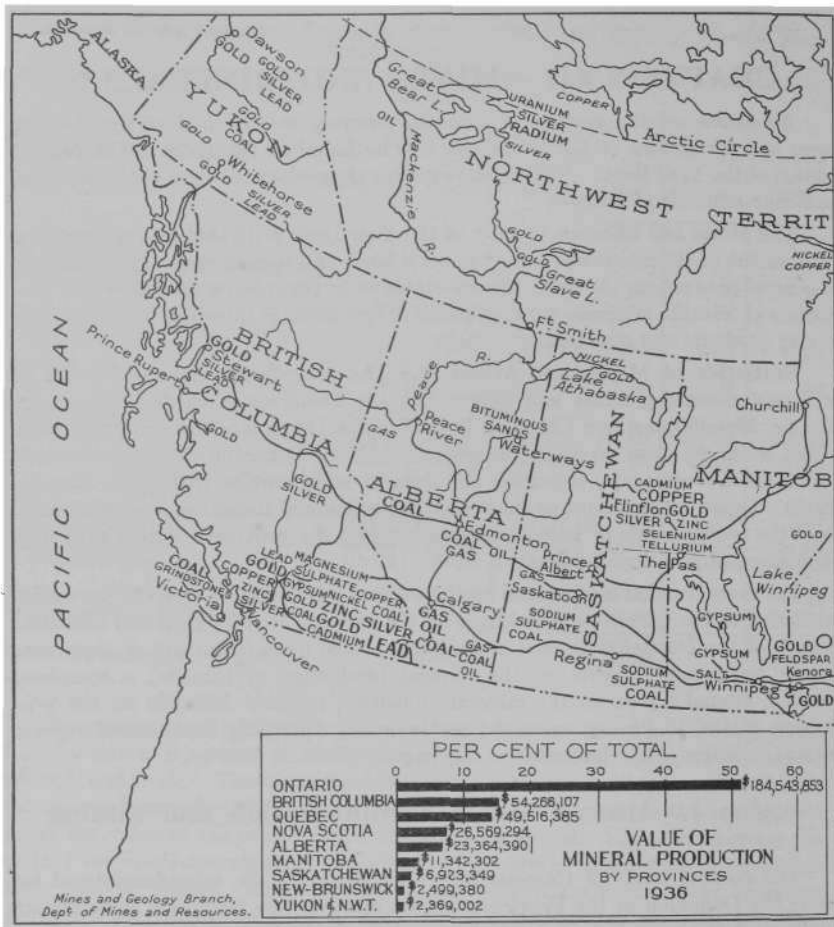 ALASKA
Dawson
GOLD
GOLD
SILVER
LEAD
YUKON
GOLD
COAL
GOLD
Whitehorse
GOLD
SILVER
LEAD
Great
Bear L.
OIL
Mackenzie
R.
URANIUM
SILVER
RADIUM
SILVER
COPPER
Arctic Circle
NORTHWEST TERRIT
NICKEL
COPPER
GOLD
GOLD
Great
Slave L.
Ft Smith
PACIFIC OCEAN
Prince Rupert
GOLD
Stewart
SILVER
LEAD
BRITISH
COLUMBIA
GOLD
GOLD
SILVER
Peace
R.
Peace
River
GAS
BITUMINOUS
SANDS
Waterways
NICKEL
GOLD
Lake
Athabaska
Churchill
ALBERTA
COAL
Edmonton
COAL OIL
GAS
SASKATCHEWAN
MANITOB
CADMIUM
COPPER
Flinflon GOLD
SILVER ZINC
SELENIUM
TELLURIUM
The Pas
GOLD
Lake
Winnipeg
Prince
Albert
GAS
Saskatoon
SODIUM
SULPHATE
COAL
Regina
SODIUM
SULPHATE
COAL
GYPSUM
GYPSUM
SALT
Winnipeg
GOLD
FELDSPAR
Kenora
GOLD
COAL
GRINDSTONES
Victoria
Vancouver
LEAD MAGNESIUM
SULPHATE COPPER
GOLD
COPPER
GYPSUM NICKEL COAL
ZINC
GOLD ZINC SILVER
SILVER
COAL GOLD LEAD
CADMIUM
Calgary
GAS
OIL
COAL
GAS
COAL
OIL
PER CENT OF TOTAL
0 10 20 30 40 50 60
ONTARIO $184,543,853
BRITISH COLUMBIA $54,266,107
QUEBEC $49,516,385
NOVA SCOTIA $26,569.294
ALBERTA $23,364,390
MANITOBA $11,342,302
SASKATCHEWAN $6,923,349
NEW-BRUNSWICK $2,499,380
YUKON & N.W.T. $2,369,002
VALUE OF
MINERAL PRODUCTION
BY PROVINCES
1936
Mines and Geology Branch,
Dept of Mines and Resources.